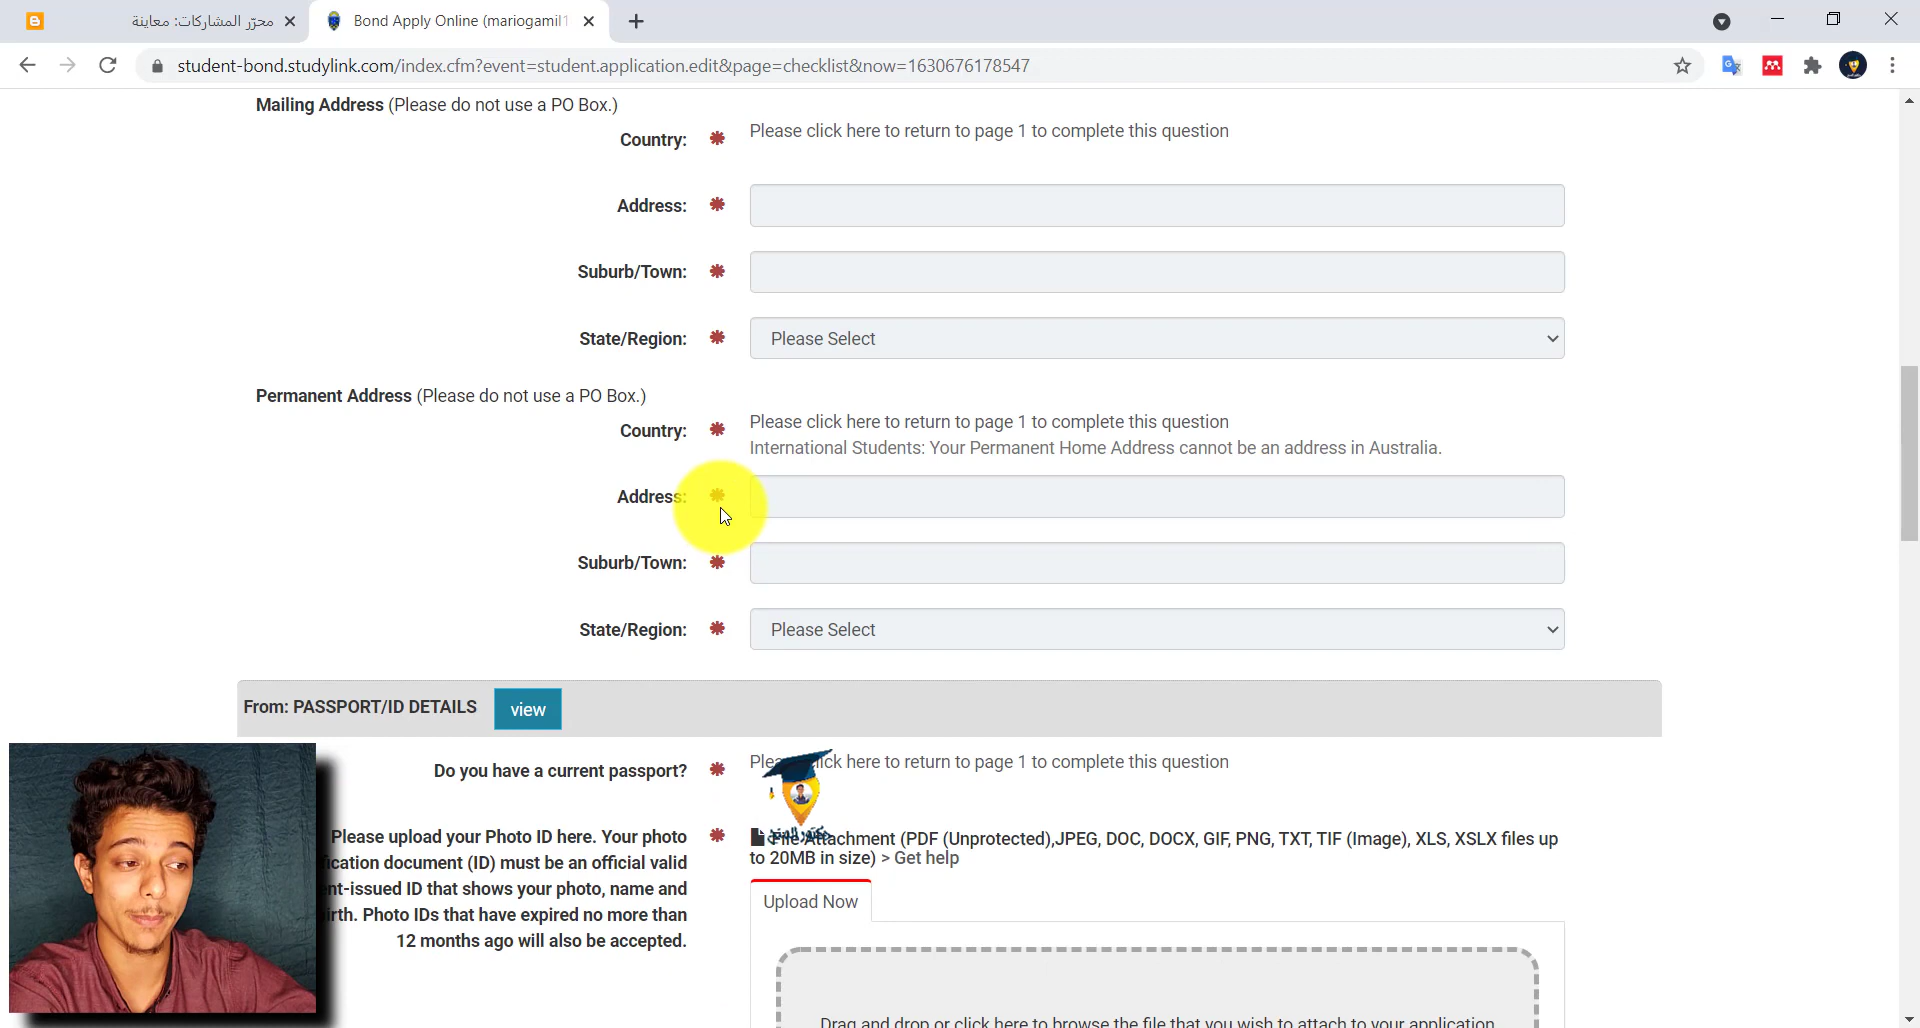 محرّر المشاركات: معاينة
Bond Apply Online (mariogamil1
student-bond.studylink.com/index.cfm?event=student.application.edit&page=checklist&now=1630676178547
Mailing Address (Please do not use a PO Box.)
Country: Please click here to return to page 1 to complete this question
Address:
Suburb/Town:
State/Region: Please Select
Permanent Address (Please do not use a PO Box.)
Country: Please click here to return to page 1 to complete this question
International Students: Your Permanent Home Address cannot be an address in Australia.
Address:
Suburb/Town:
State/Region: Please Select
From: PASSPORT/ID DETAILS view
Do you have a current passport? click here to return to page 1 to complete this question
Please upload your Photo ID here. Your photo
ication document (ID) must be an official valid
nt-issued ID that shows your photo, name and
irth. Photo IDs that have expired no more than
12 months ago will also be accepted.
File Attachment (PDF (Unprotected),JPEG, DOC, DOCX, GIF, PNG, TXT, TIF (Image), XLS, XSLX files up
to 20MB in size) > Get help
Upload Now
Drag and drop or click here to browse the file that you wish to attach to your application